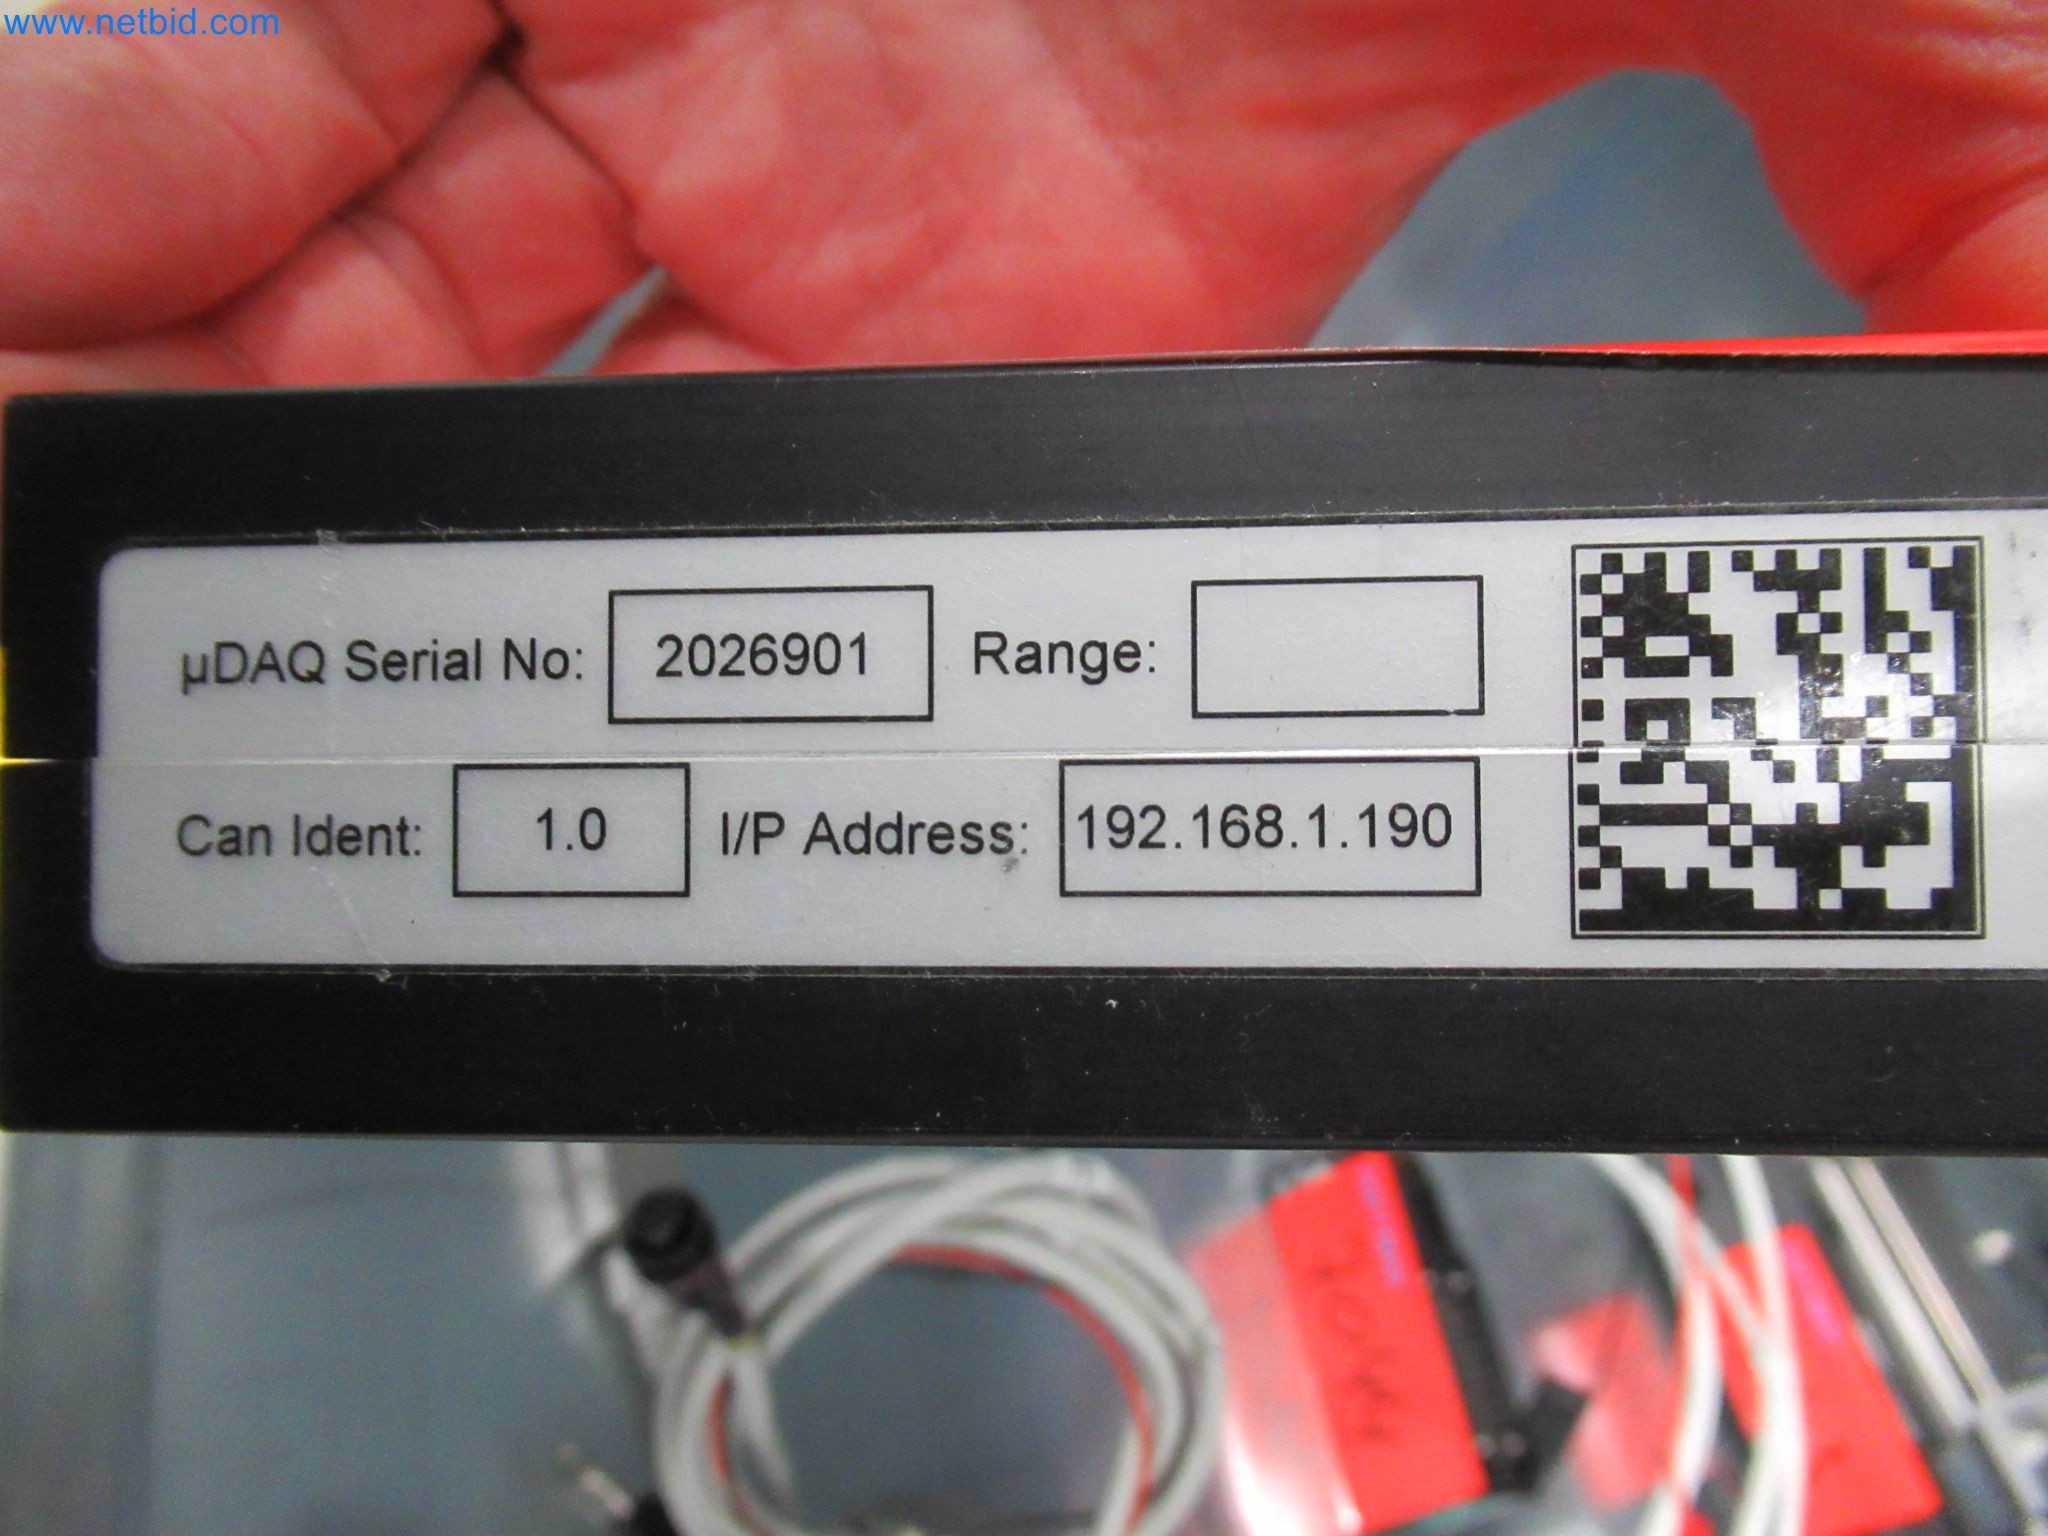 www.netbid.com
µDAQ Serial No: 2026901 Range:
Can Ident: 1.0 I/P Address: 192.168.1.190